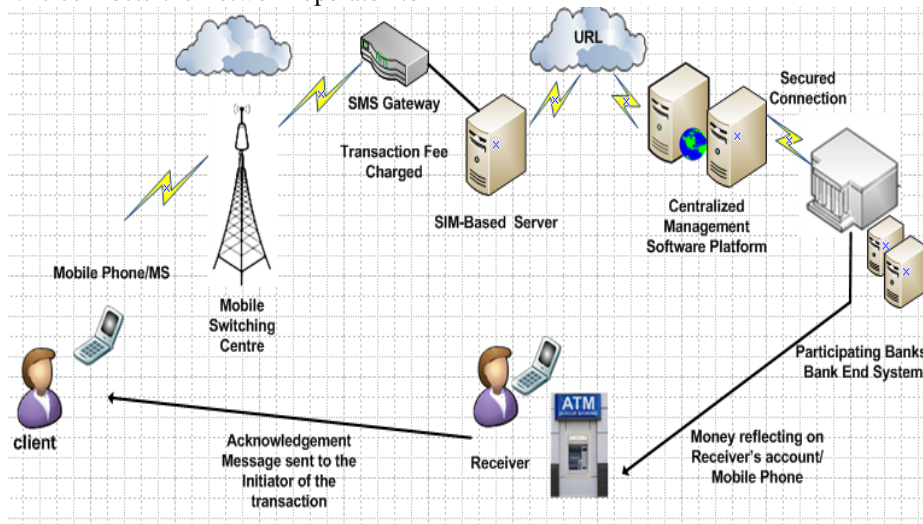 URL
SMS Gateway
Secured
Connection
Transaction Fee
Charged
SIM-Based Server
Centralized
Management
Software Platform
Mobile Phone/MS
Mobile
Switching
Centre
Participating Banks
Bank End System
client
Acknowledgement
Message sent to the
Initiator of the
transaction
Receiver
ATM
Money reflecting on
Receiver's account/
Mobile Phone